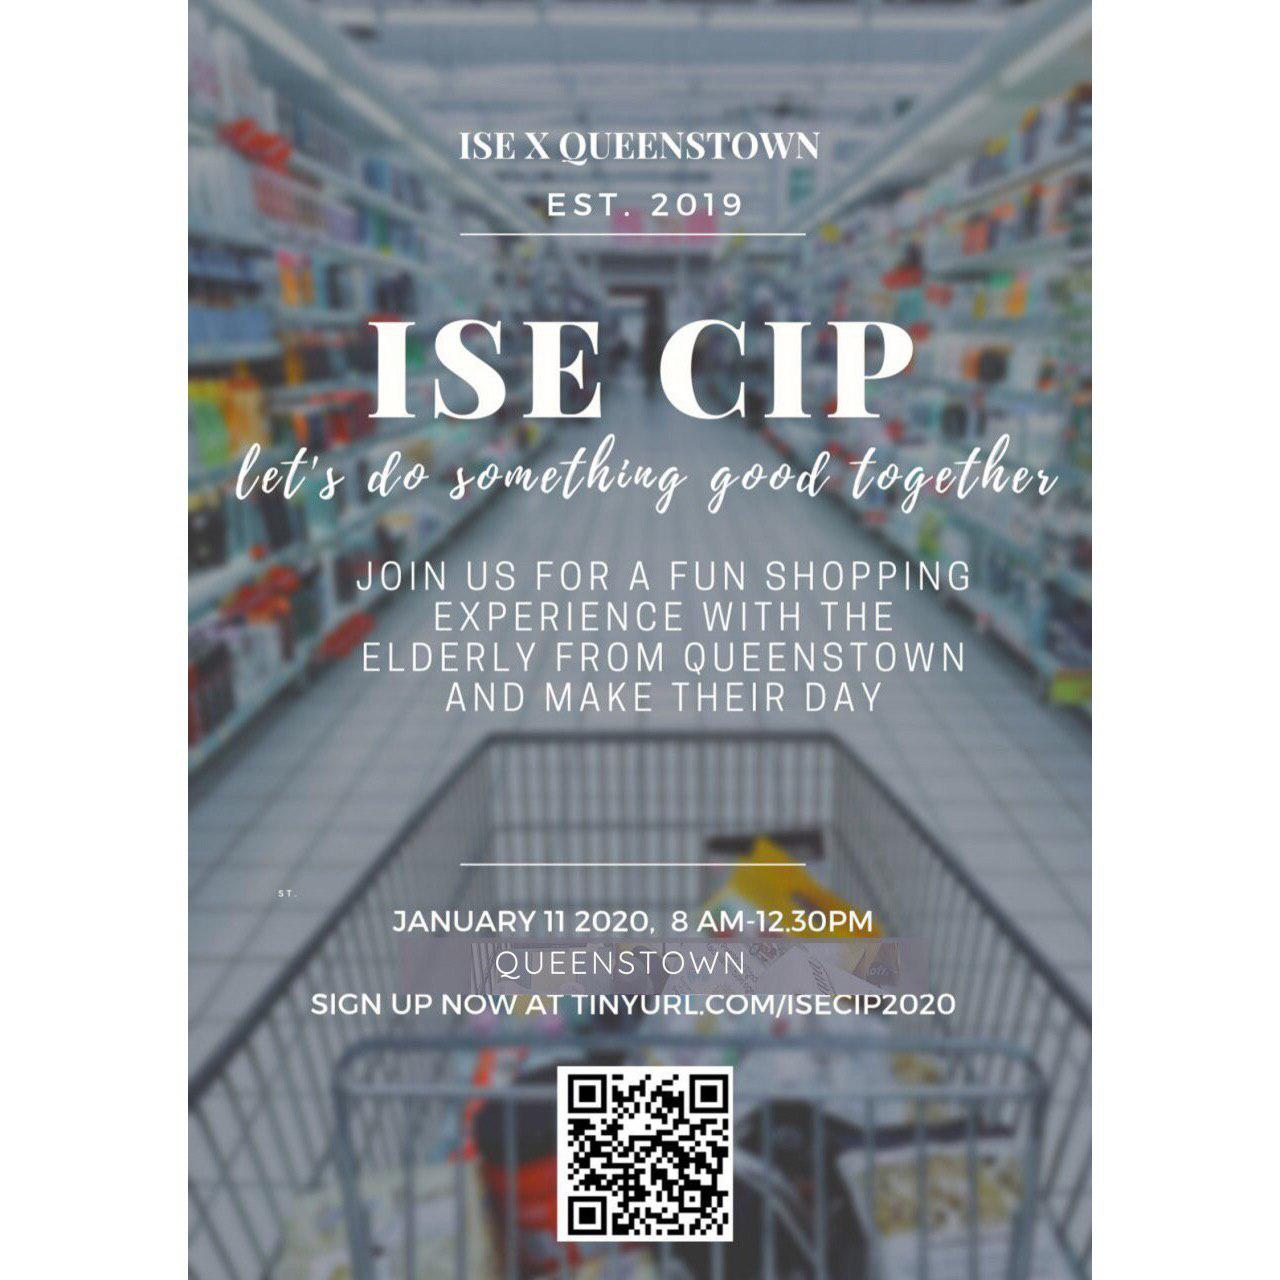 ISE X QUEENSTOWN
EST. 2019
ISE CIP
let's do something good together
JOIN US FOR A FUN SHOPPING
EXPERIENCE WITH THE
ELDERLY FROM QUEENSTOWN
AND MAKE THEIR DAY
ST.
JANUARY 11 2020, 8 AM-12.30PM
QUEENSTOWN
SIGN UP NOW AT TINYURL.COM/ISECIP2020